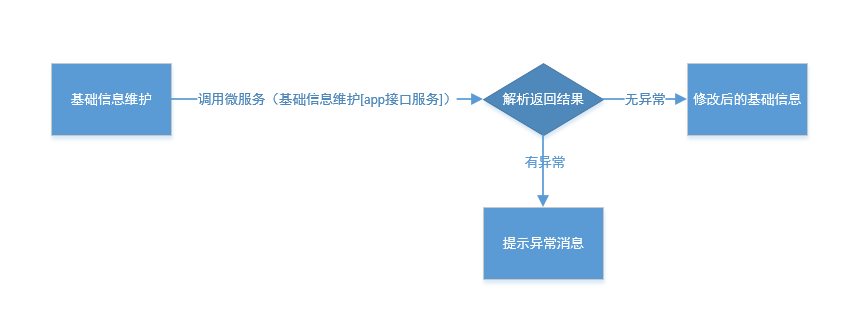 基础信息维护
调用微服务（基础信息维护[app接口服务]）
解析返回结果
无异常
修改后的基础信息
有异常
提示异常消息